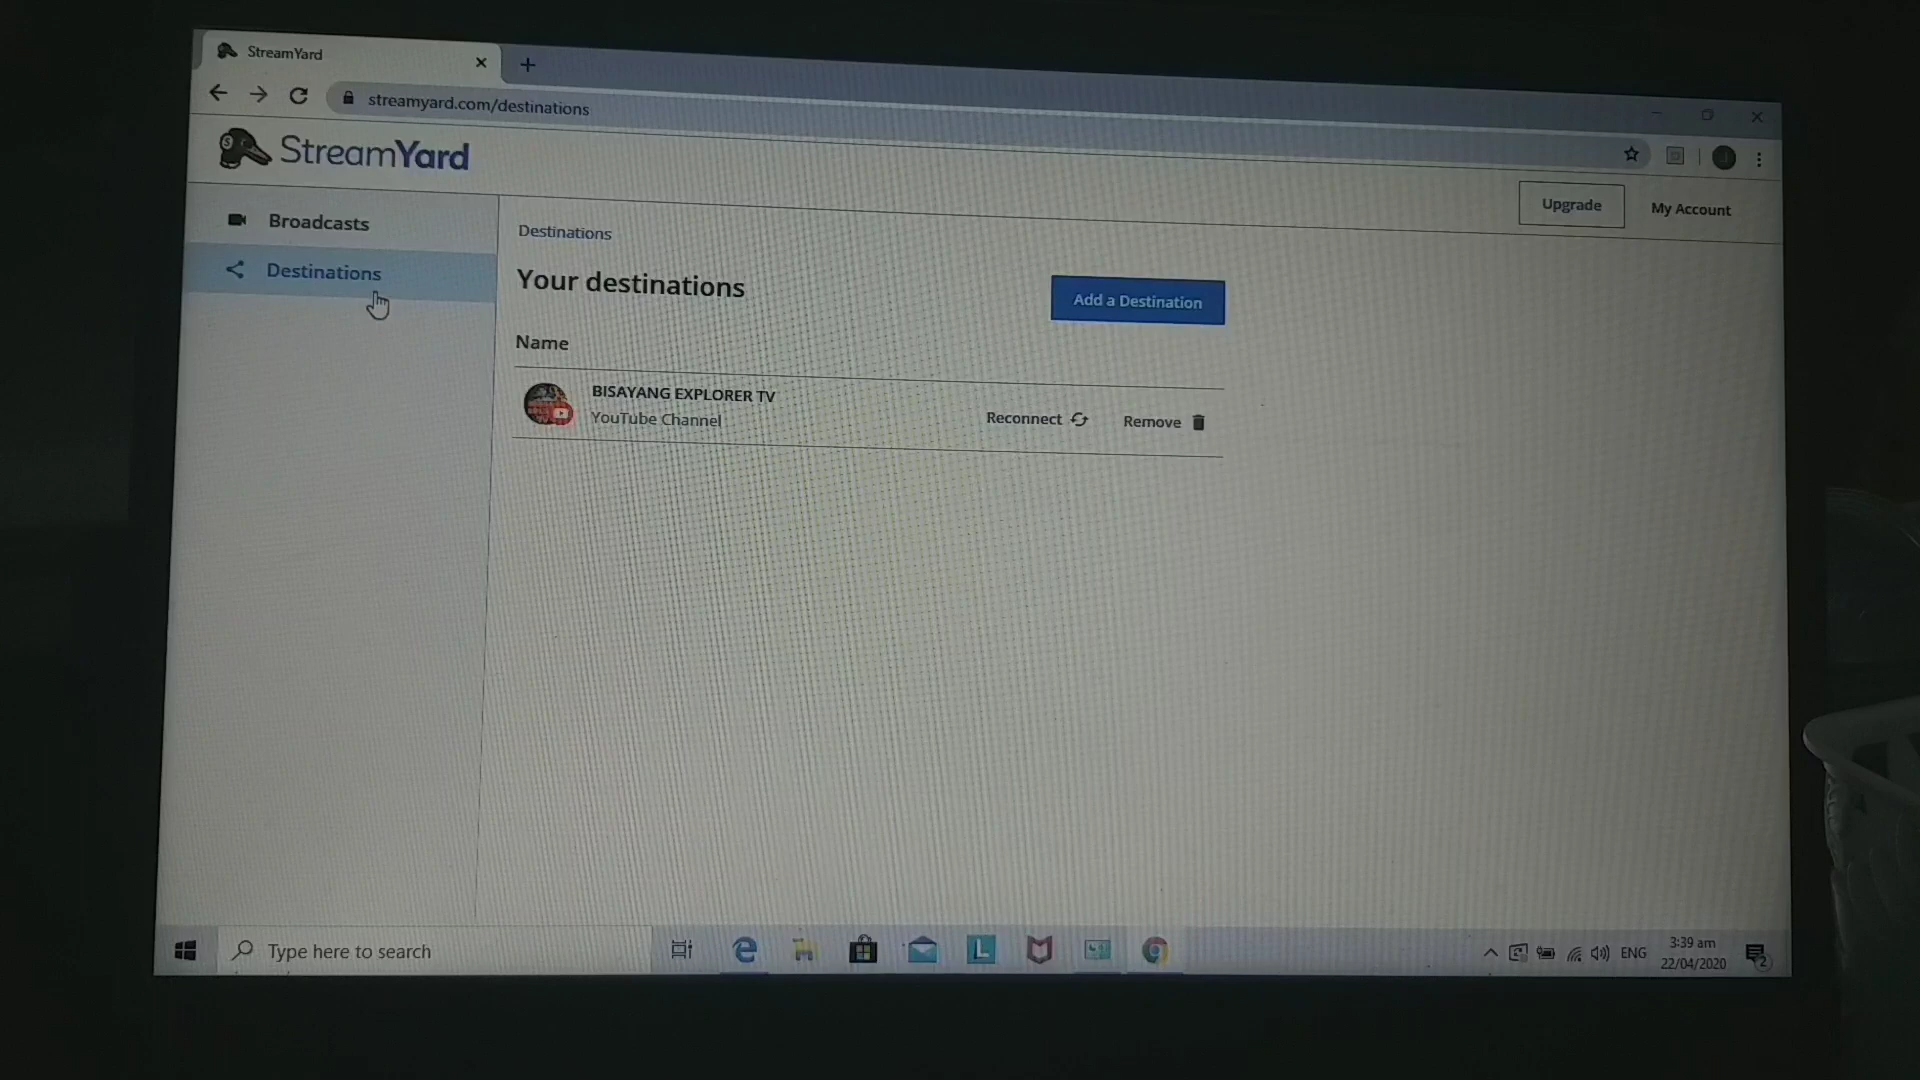 StreamYard
streamyard.com/destinations
StreamYard
Upgrade
My Account
Broadcasts
Destinations
Destinations
Your destinations
Add a Destination
Name
BISAYANG EXPLORER TV
YouTube Channel
Reconnect
Remove
Type here to search
L
ENG
3:39 am
22/04/2020
2